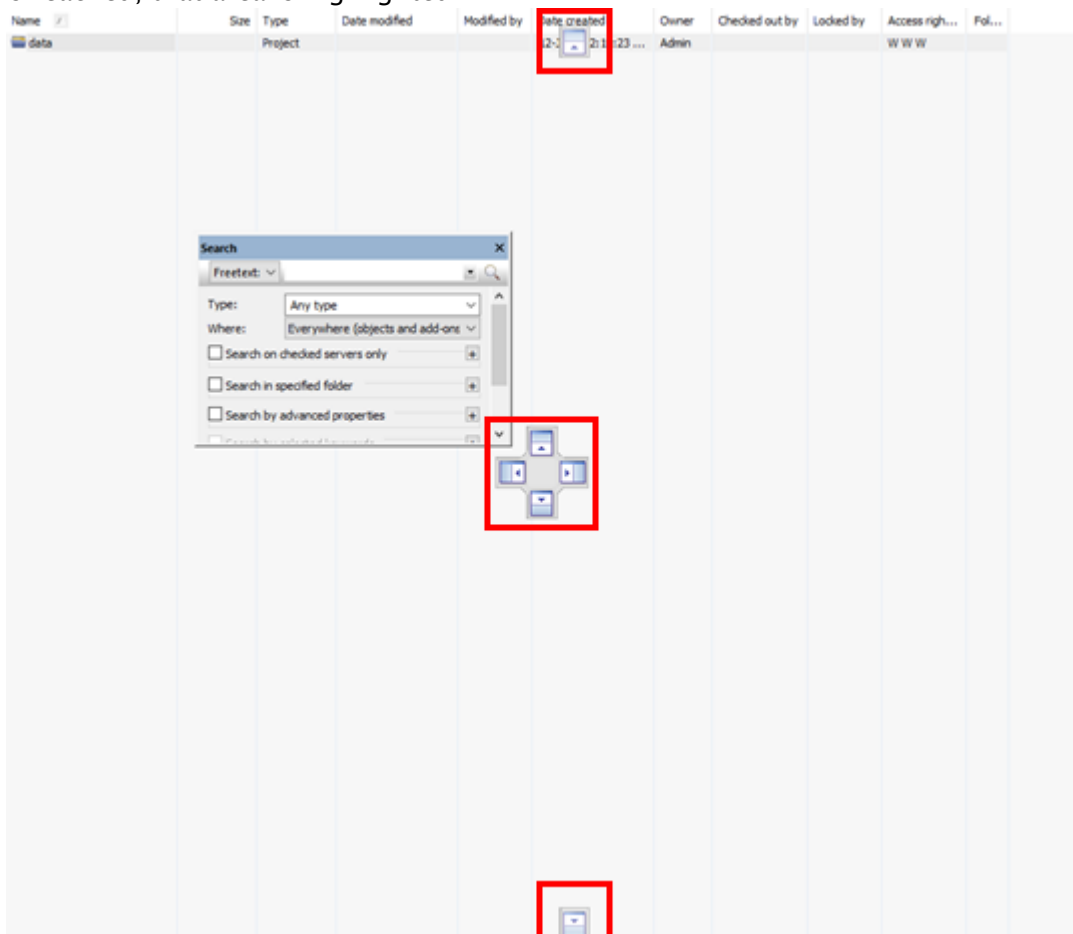 Name Size Type Date modified Modified by Date created Owner Checked out by Locked by Access righ... Fol...
data Project 23 ... Admin W W W
Search
Freetext:
Type: Any type
Where: Everywhere (objects and add-ons
Search on checked servers only
Search in specified folder
Search by advanced properties